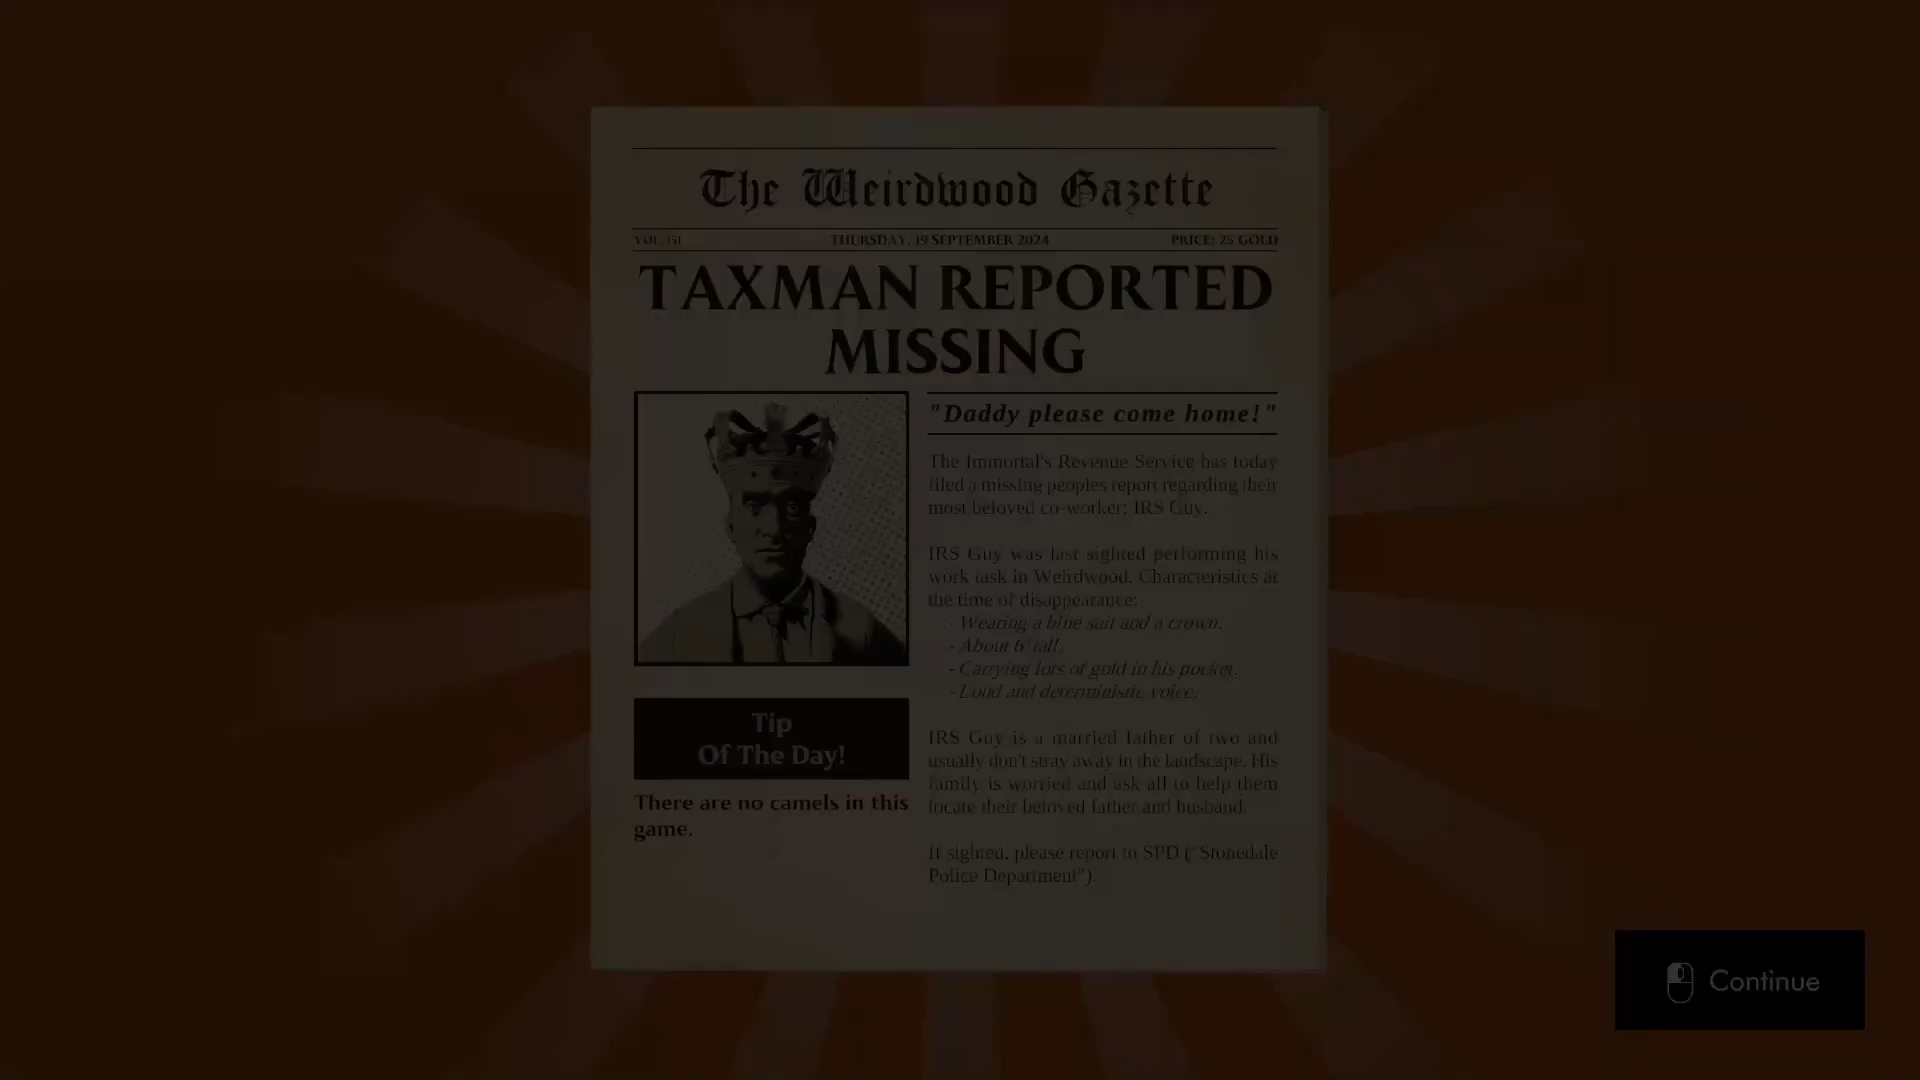 The Weirdwood Gazette
VOL. 151
THURSDAY, 19 SEPTEMBER 2024
PRICE: 25 GOLD
TAXMAN REPORTED
MISSING
"Daddy please come home!"
The Immortal's Revenue Service has today
filed a missing peoples report regarding their
most beloved co-worker; IRS Guy.
IRS Guy was last sighted performing his
work task in Weirdwood. Characteristics at
the time of disappearance:
- Wearing a blue suit and a crown.
- About 6' tall.
- Carrying lots of gold in his pocket.
- Loud and deterministic voice.
IRS Guy is a married father of two and
usually don't stray away in the landscape. His
family is worried and ask all to help them
locate their beloved father and husband.
If sighted, please report to SPD ("Stonedale
Police Department").
Tip
Of The Day!
There are no camels in this
game.
Continue